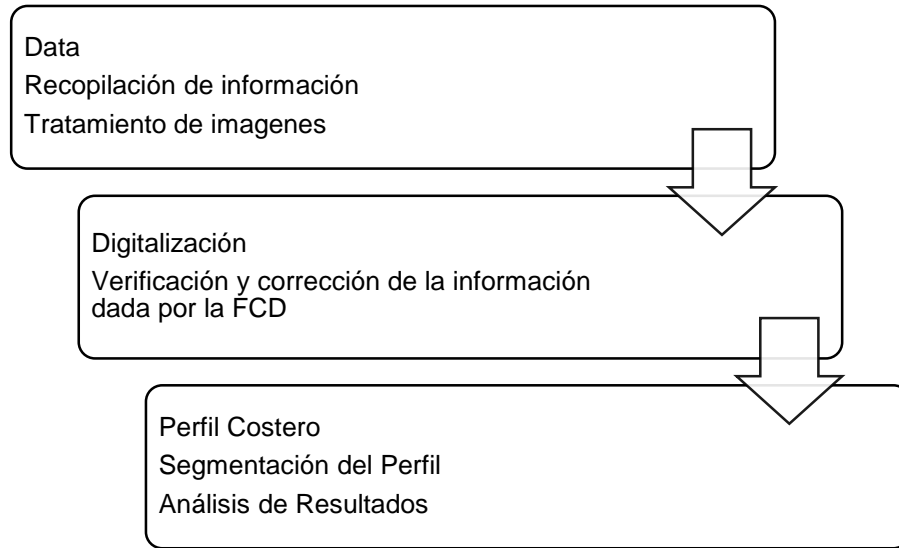 Data
Recopilación de información
Tratamiento de imagenes
Digitalización
Verificación y corrección de la información
dada por la FCD
Perfil Costero
Segmentación del Perfil
Análisis de Resultados